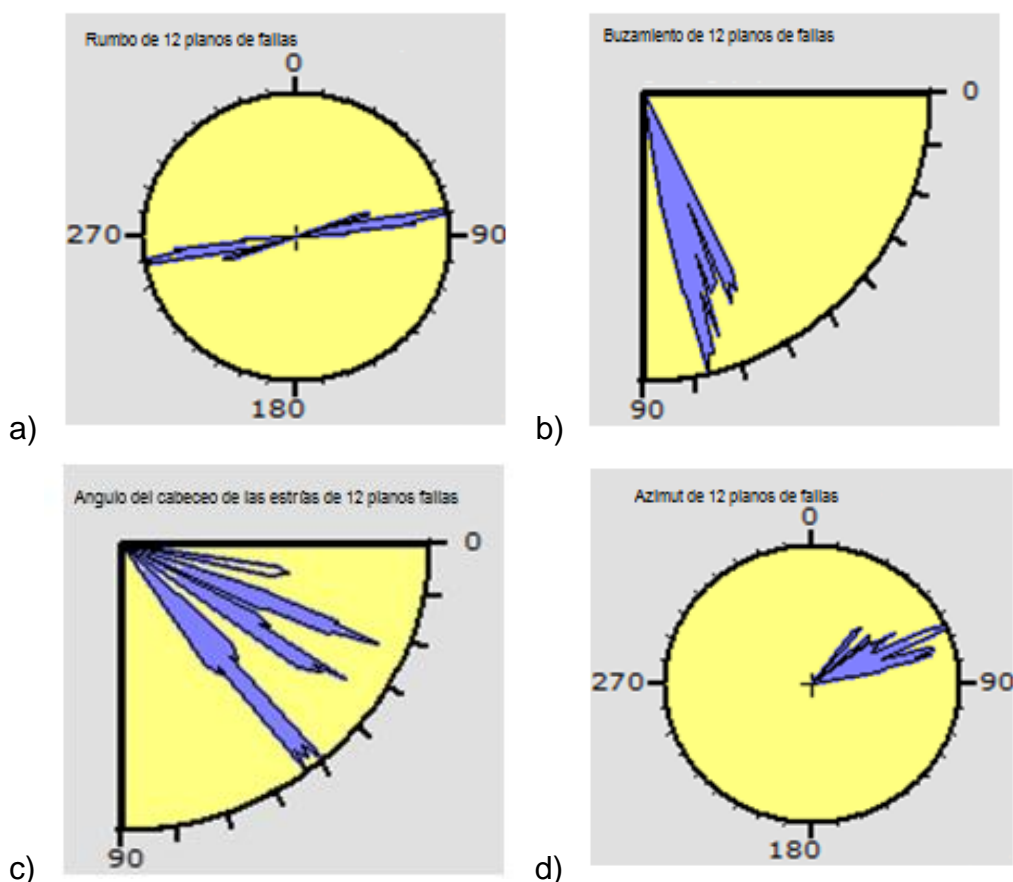 Rumbo de 12 planos de fallas
0
270
90
180
a)
Buzamiento de 12 planos de fallas
0
90
b)
Angulo del cabeceo de las estrías de 12 planos fallas
0
90
c)
Azimut de 12 planos de fallas
0
270
90
180
d)